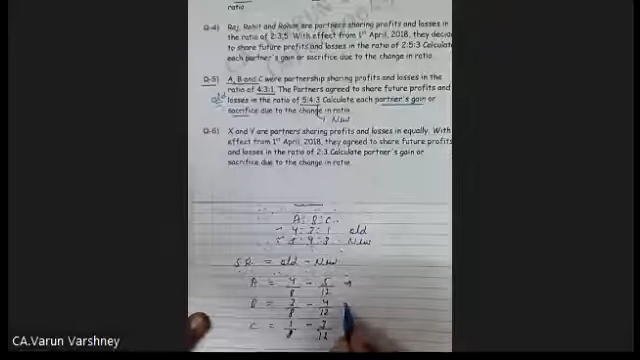 ratio
Q-4) Raj, Rohit and Rohan are partners sharing profits and losses in
the ratio of 2:3:5. With effect from 1st April, 2018, they decide
to share future profits and losses in the ratio of 2:5:3 Calculate
each partner's gain or sacrifice due to the change in ratio.
Q-5) A, B and C were partnership sharing profits and losses in the
ratio of 4:3:1. The Partners agreed to share future profits and
losses in the ratio of 5:4:3 Calculate each partner's gain or
sacrifice due to the change in ratio.
old
New
Q-6) X and Y are partners sharing profits and losses in equally. With
effect from 1st April, 2018, they agreed to share future profits
and losses in the ratio of 2:3 Calculate partner's gain or
sacrifice due to the change in ratio.
A : B : C
4 : 3 : 1 old
5 : 4 : 3 New
SR = old - New
A = 4/8 - 5/12 →
B = 3/8 - 4/12
C = 1/8 - 3/12
CA.Varun Varshney